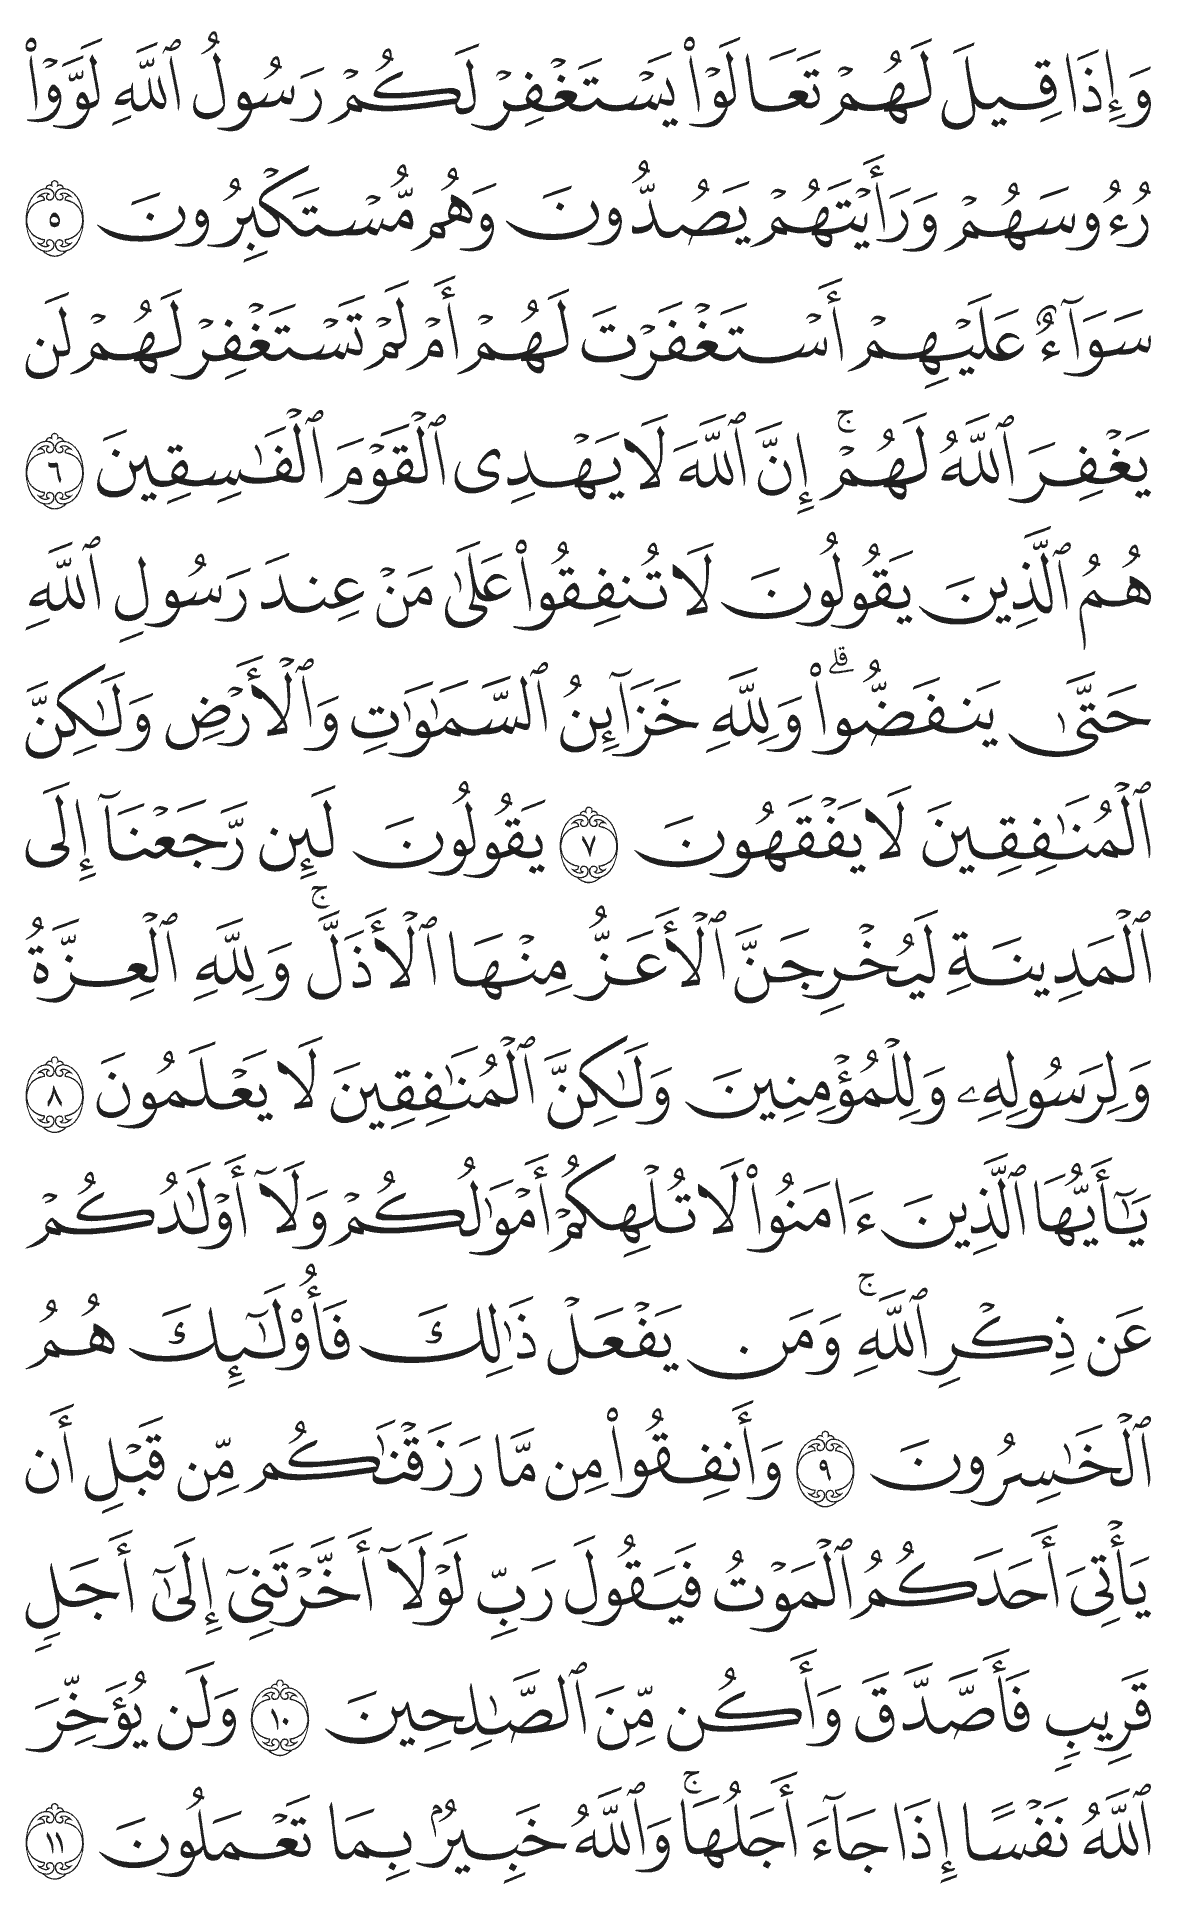 وَإِذَا قِيلَ لَهُمْ تَعَالَوْا۟ يَسْتَغْفِرْ لَكُمْ رَسُولُ ٱللَّهِ لَوَّوْا۟
رُءُوسَهُمْ وَرَأَيْتَهُمْ يَصُدُّونَ وَهُم مُّسْتَكْبِرُونَ ٥
سَوَآءٌ عَلَيْهِمْ أَسْتَغْفَرْتَ لَهُمْ أَمْ لَمْ تَسْتَغْفِرْ لَهُمْ لَن
يَغْفِرَ ٱللَّهُ لَهُمْ ۚ إِنَّ ٱللَّهَ لَا يَهْدِى ٱلْقَوْمَ ٱلْفَـٰسِقِينَ ٦
هُمُ ٱلَّذِينَ يَقُولُونَ لَا تُنفِقُوا۟ عَلَىٰ مَنْ عِندَ رَسُولِ ٱللَّهِ
حَتَّىٰ يَنفَضُّوا۟ ۗ وَلِلَّهِ خَزَآئِنُ ٱلسَّمَـٰوَٰتِ وَٱلْأَرْضِ وَلَـٰكِنَّ
ٱلْمُنَـٰفِقِينَ لَا يَفْقَهُونَ ٧ يَقُولُونَ لَئِن رَّجَعْنَآ إِلَى
ٱلْمَدِينَةِ لَيُخْرِجَنَّ ٱلْأَعَزُّ مِنْهَا ٱلْأَذَلَّ ۚ وَلِلَّهِ ٱلْعِزَّةُ
وَلِرَسُولِهِۦ وَلِلْمُؤْمِنِينَ وَلَـٰكِنَّ ٱلْمُنَـٰفِقِينَ لَا يَعْلَمُونَ ٨
يَـٰٓأَيُّهَا ٱلَّذِينَ ءَامَنُوا۟ لَا تُلْهِكُمْ أَمْوَٰلُكُمْ وَلَآ أَوْلَـٰدُكُمْ
عَن ذِكْرِ ٱللَّهِ ۚ وَمَن يَفْعَلْ ذَٰلِكَ فَأُو۟لَـٰٓئِكَ هُمُ
ٱلْخَـٰسِرُونَ ٩ وَأَنفِقُوا۟ مِن مَّا رَزَقْنَـٰكُم مِّن قَبْلِ أَن
يَأْتِىَ أَحَدَكُمُ ٱلْمَوْتُ فَيَقُولَ رَبِّ لَوْلَآ أَخَّرْتَنِىٓ إِلَىٰٓ أَجَلٍ
قَرِيبٍ فَأَصَّدَّقَ وَأَكُن مِّنَ ٱلصَّـٰلِحِينَ ١٠ وَلَن يُؤَخِّرَ
ٱللَّهُ نَفْسًا إِذَا جَآءَ أَجَلُهَا ۚ وَٱللَّهُ خَبِيرٌۢ بِمَا تَعْمَلُونَ ١١